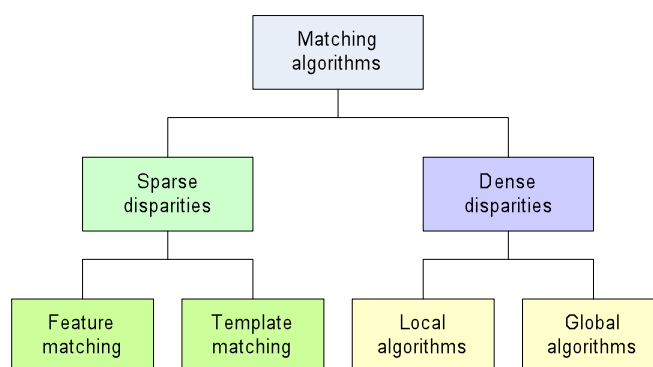 Matching
algorithms
Sparse
disparities
Dense
disparities
Feature
matching
Template
matching
Local
algorithms
Global
algorithms